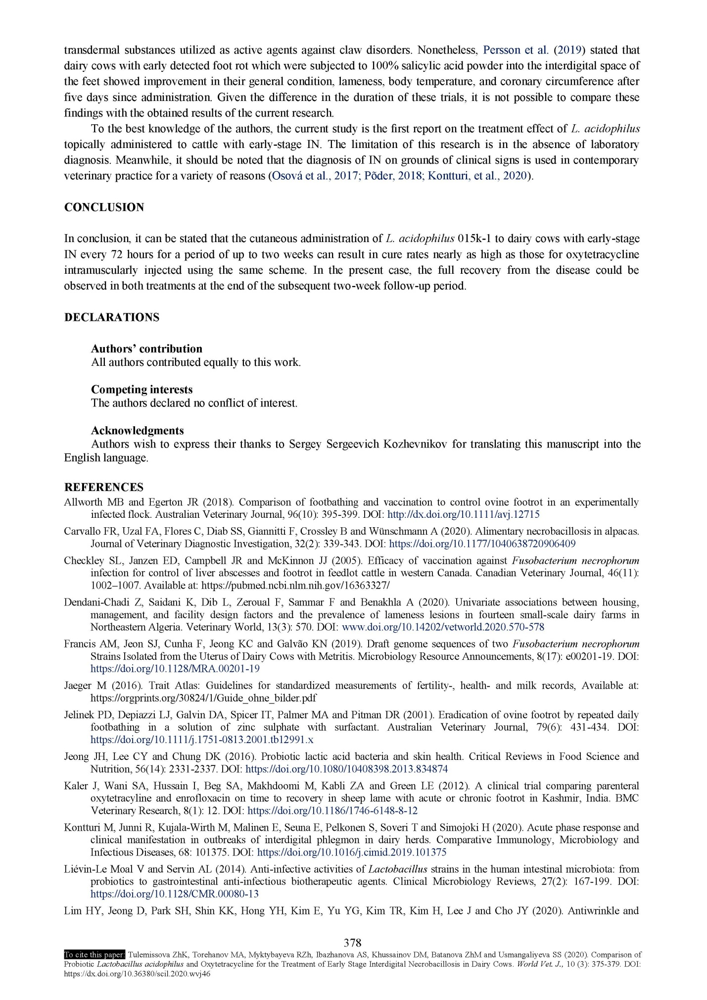 transdermal substances utilized as active agents against claw disorders. Nonetheless, Persson et al. (2019) stated that
dairy cows with early detected foot rot which were subjected to 100% salicylic acid powder into the interdigital space of
the feet showed improvement in their general condition, lameness, body temperature, and coronary circumference after
five days since administration. Given the difference in the duration of these trials, it is not possible to compare these
findings with the obtained results of the current research.
To the best knowledge of the authors, the current study is the first report on the treatment effect of L. acidophilus
topically administered to cattle with early-stage IN. The limitation of this research is in the absence of laboratory
diagnosis. Meanwhile, it should be noted that the diagnosis of IN on grounds of clinical signs is used in contemporary
veterinary practice for a variety of reasons (Osová et al., 2017; Põder, 2018; Kontturi, et al., 2020).
CONCLUSION
In conclusion, it can be stated that the cutaneous administration of L. acidophilus 015k-1 to dairy cows with early-stage
IN every 72 hours for a period of up to two weeks can result in cure rates nearly as high as those for oxytetracycline
intramuscularly injected using the same scheme. In the present case, the full recovery from the disease could be
observed in both treatments at the end of the subsequent two-week follow-up period.
DECLARATIONS
Authors’ contribution
All authors contributed equally to this work.
Competing interests
The authors declared no conflict of interest.
Acknowledgments
Authors wish to express their thanks to Sergey Sergeevich Kozhevnikov for translating this manuscript into the
English language.
REFERENCES
Allworth MB and Egerton JR (2018). Comparison of footbathing and vaccination to control ovine footrot in an experimentally
infected flock. Australian Veterinary Journal, 96(10): 395-399. DOI: http://dx.doi.org/10.1111/avj.12715
Carvallo FR, Uzal FA, Flores C, Diab SS, Giannitti F, Crossley B and Wünschmann A (2020). Alimentary necrobacillosis in alpacas.
Journal of Veterinary Diagnostic Investigation, 32(2): 339-343. DOI: https://doi.org/10.1177/1040638720906409
Checkley SL, Janzen ED, Campbell JR and McKinnon JJ (2005). Efficacy of vaccination against Fusobacterium necrophorum
infection for control of liver abscesses and footrot in feedlot cattle in western Canada. Canadian Veterinary Journal, 46(11):
1002–1007. Available at: https://pubmed.ncbi.nlm.nih.gov/16363327/
Dendani-Chadi Z, Saidani K, Dib L, Zeroual F, Sammar F and Benakhla A (2020). Univariate associations between housing,
management, and facility design factors and the prevalence of lameness lesions in fourteen small-scale dairy farms in
Northeastern Algeria. Veterinary World, 13(3): 570. DOI: www.doi.org/10.14202/vetworld.2020.570-578
Francis AM, Jeon SJ, Cunha F, Jeong KC and Galvão KN (2019). Draft genome sequences of two Fusobacterium necrophorum
Strains Isolated from the Uterus of Dairy Cows with Metritis. Microbiology Resource Announcements, 8(17): e00201-19. DOI:
https://doi.org/10.1128/MRA.00201-19
Jaeger M (2016). Trait Atlas: Guidelines for standardized measurements of fertility-, health- and milk records, Available at:
https://orgprints.org/30824/1/Guide_ohne_bilder.pdf
Jelinek PD, Depiazzi LJ, Galvin DA, Spicer IT, Palmer MA and Pitman DR (2001). Eradication of ovine footrot by repeated daily
footbathing in a solution of zinc sulphate with surfactant. Australian Veterinary Journal, 79(6): 431-434. DOI:
https://doi.org/10.1111/j.1751-0813.2001.tb12991.x
Jeong JH, Lee CY and Chung DK (2016). Probiotic lactic acid bacteria and skin health. Critical Reviews in Food Science and
Nutrition, 56(14): 2331-2337. DOI: https://doi.org/10.1080/10408398.2013.834874
Kaler J, Wani SA, Hussain I, Beg SA, Makhdoomi M, Kabli ZA and Green LE (2012). A clinical trial comparing parenteral
oxytetracyline and enrofloxacin on time to recovery in sheep lame with acute or chronic footrot in Kashmir, India. BMC
Veterinary Research, 8(1): 12. DOI: https://doi.org/10.1186/1746-6148-8-12
Kontturi M, Junni R, Kujala-Wirth M, Malinen E, Seuna E, Pelkonen S, Soveri T and Simojoki H (2020). Acute phase response and
clinical manifestation in outbreaks of interdigital phlegmon in dairy herds. Comparative Immunology, Microbiology and
Infectious Diseases, 68: 101375. DOI: https://doi.org/10.1016/j.cimid.2019.101375
Liévin-Le Moal V and Servin AL (2014). Anti-infective activities of Lactobacillus strains in the human intestinal microbiota: from
probiotics to gastrointestinal anti-infectious biotherapeutic agents. Clinical Microbiology Reviews, 27(2): 167-199. DOI:
https://doi.org/10.1128/CMR.00080-13
Lim HY, Jeong D, Park SH, Shin KK, Hong YH, Kim E, Yu YG, Kim TR, Kim H, Lee J and Cho JY (2020). Antiwrinkle and
378
To cite this paper: Tulemissova ZhK, Torehanov MA, Myktybayeva RZh, Ibazhanova AS, Khussainov DM, Batanova ZhM and Usmangaliyeva SS (2020). Comparison of
Probiotic Lactobacillus acidophilus and Oxytetracycline for the Treatment of Early Stage Interdigital Necrobacillosis in Dairy Cows. World Vet. J., 10 (3): 375-379. DOI:
https://dx.doi.org/10.36380/scil.2020.wvj46